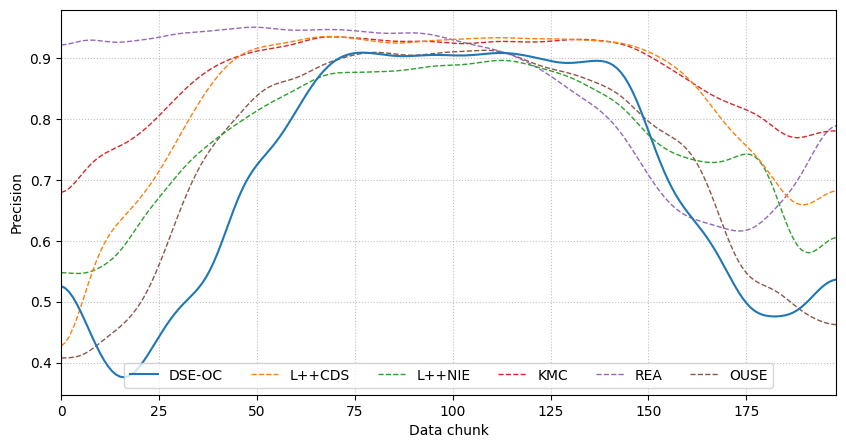 Precision
0.9
0.8
0.7
0.6
0.5
0.4
DSE-OC L++CDS L++NIE KMC REA OUSE
0 25 50 75 100 125 150 175
Data chunk